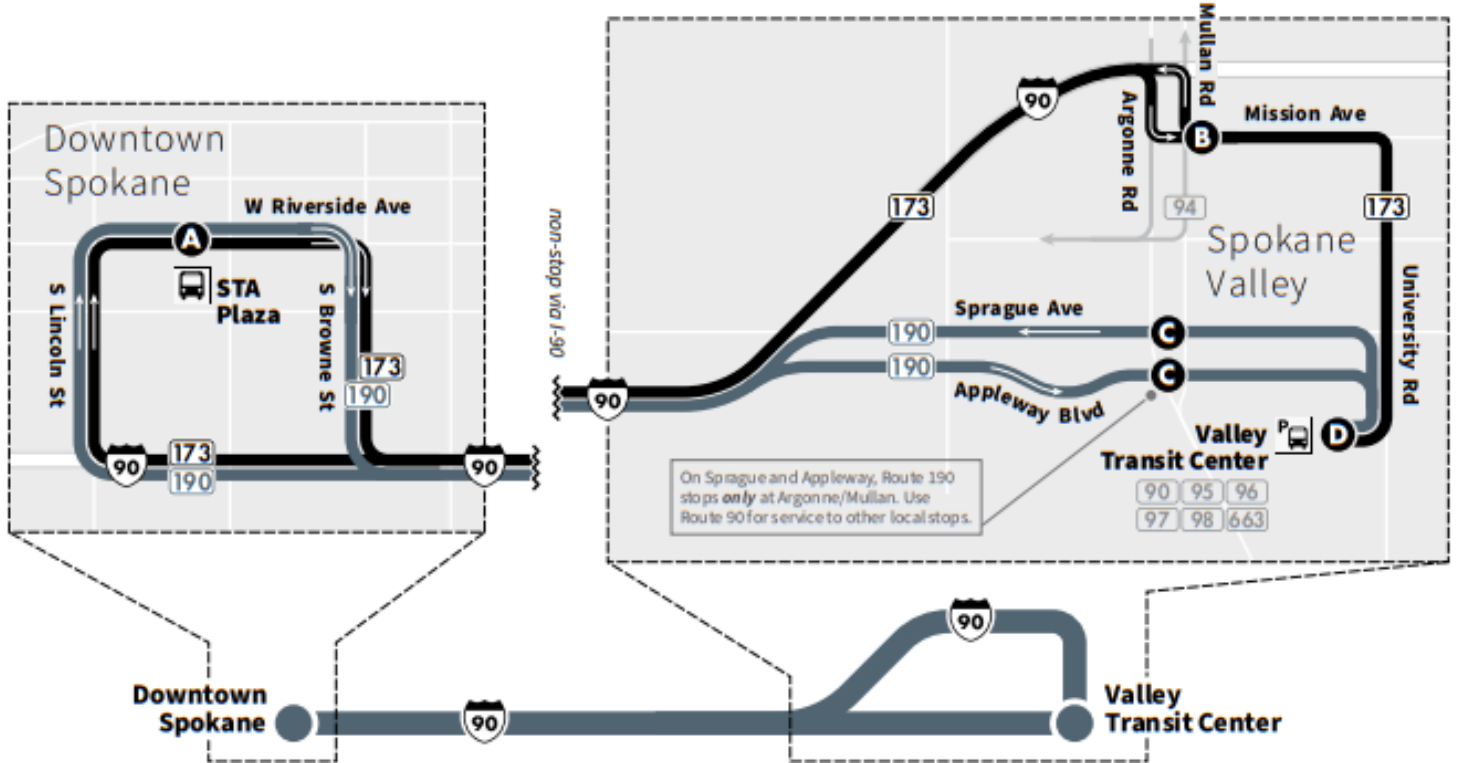 Downtown
Spokane
W Riverside Ave
A
STA
Plaza
S Lincoln St
S Browne St
173
190
90
173
190
90
non-stop via I-90
90
173
90
Argonne Rd
Mullan Rd
B
Mission Ave
94
173
Spokane
Valley
University Rd
Sprague Ave
190
C
190
Appleway Blvd
C
Valley
Transit Center
P
D
90 95 96
97 98 663
On Sprague and Appleway, Route 190
stops only at Argonne/Mullan. Use
Route 90 for service to other local stops.
Downtown
Spokane
90
90
Valley
Transit Center